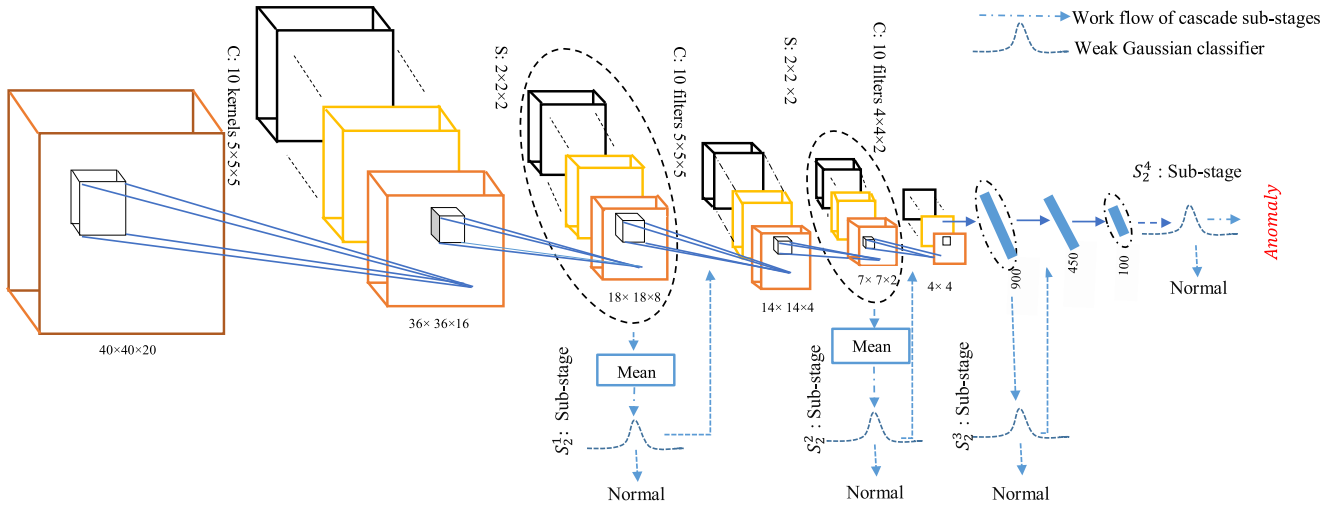 Work flow of cascade sub-stages
Weak Gaussian classifier
C: 10 kernels 5×5×5
S: 2×2×2
C: 10 filters 5×5×5
S: 2×2 ×2
C: 10 filters 4×4×2
40×40×20
36× 36×16
18× 18×8
14× 14×4
7× 7×2
4× 4
900
450
100
S₂⁴ : Sub-stage
Anomaly
Normal
Mean
S₂¹ : Sub-stage
Normal
Mean
S₂² : Sub-stage
Normal
S₂³ : Sub-stage
Normal